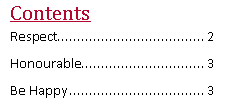 Contents
Respect.................................... 2
Honourable.............................. 3
Be Happy................................. 3